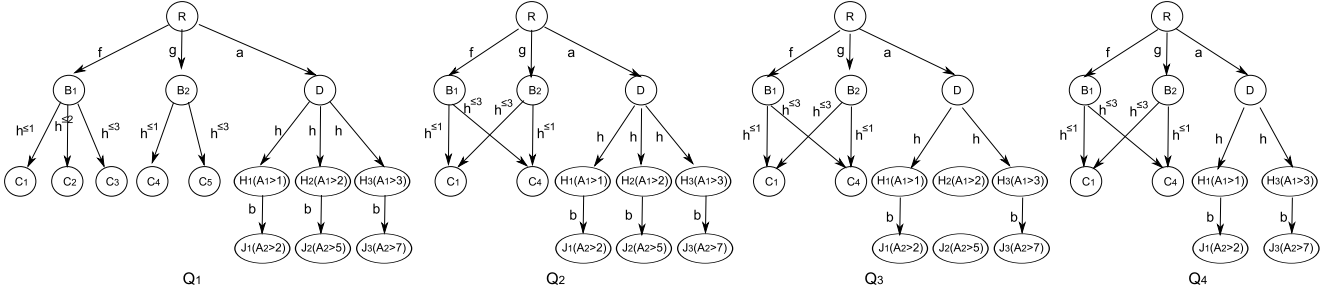 R R R R
f g a f g a f g a f g a
B1 B2 D B1 B2 D B1 B2 D B1 B2 D
h≤1 h≤2 h≤3 h≤1 h≤3 h h h h≤1 h≤3 h≤3 h≤1 h h h h≤1 h≤3 h≤3 h≤1 h h h≤1 h≤3 h≤3 h≤1 h h
C1 C2 C3 C4 C5 H1(A1>1) H2(A1>2) H3(A1>3) C1 C4 H1(A1>1) H2(A1>2) H3(A1>3) C1 C4 H1(A1>1) H2(A1>2) H3(A1>3) C1 C4 H1(A1>1) H3(A1>3)
b b b b b b b b b b
J1(A2>2) J2(A2>5) J3(A2>7) J1(A2>2) J2(A2>5) J3(A2>7) J1(A2>2) J2(A2>5) J3(A2>7) J1(A2>2) J3(A2>7)
Q1 Q2 Q3 Q4